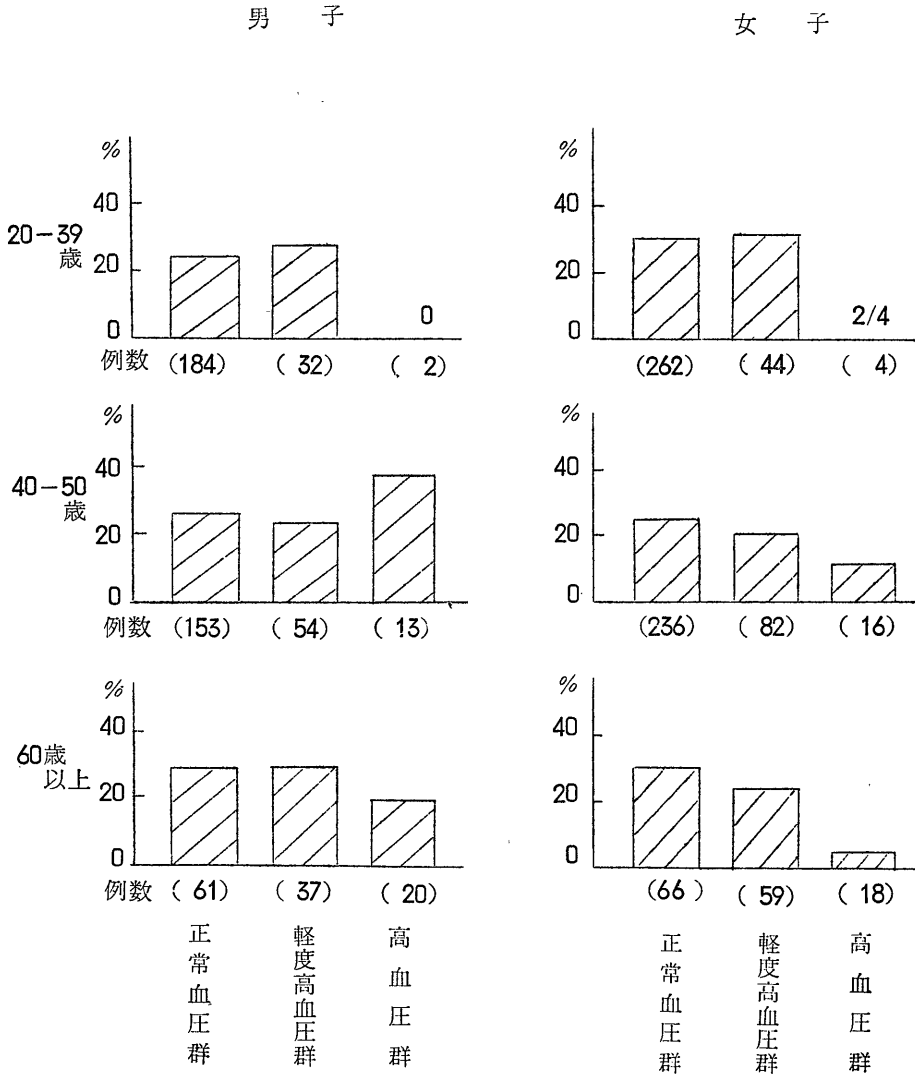 男子
女子
%
40
20
0
20-39
歳
0
例数 (184) ( 32) ( 2)
%
40
20
0
2/4
(262) ( 44) ( 4)
%
40
20
0
40-50
歳
例数 (153) ( 54) ( 13)
%
40
20
0
(236) ( 82) ( 16)
%
40
20
0
60歳
以上
例数 ( 61) ( 37) ( 20)
%
40
20
0
(66 ) ( 59) ( 18)
正常血圧群
軽度高血圧群
高血圧群
正常血圧群
軽度高血圧群
高血圧群